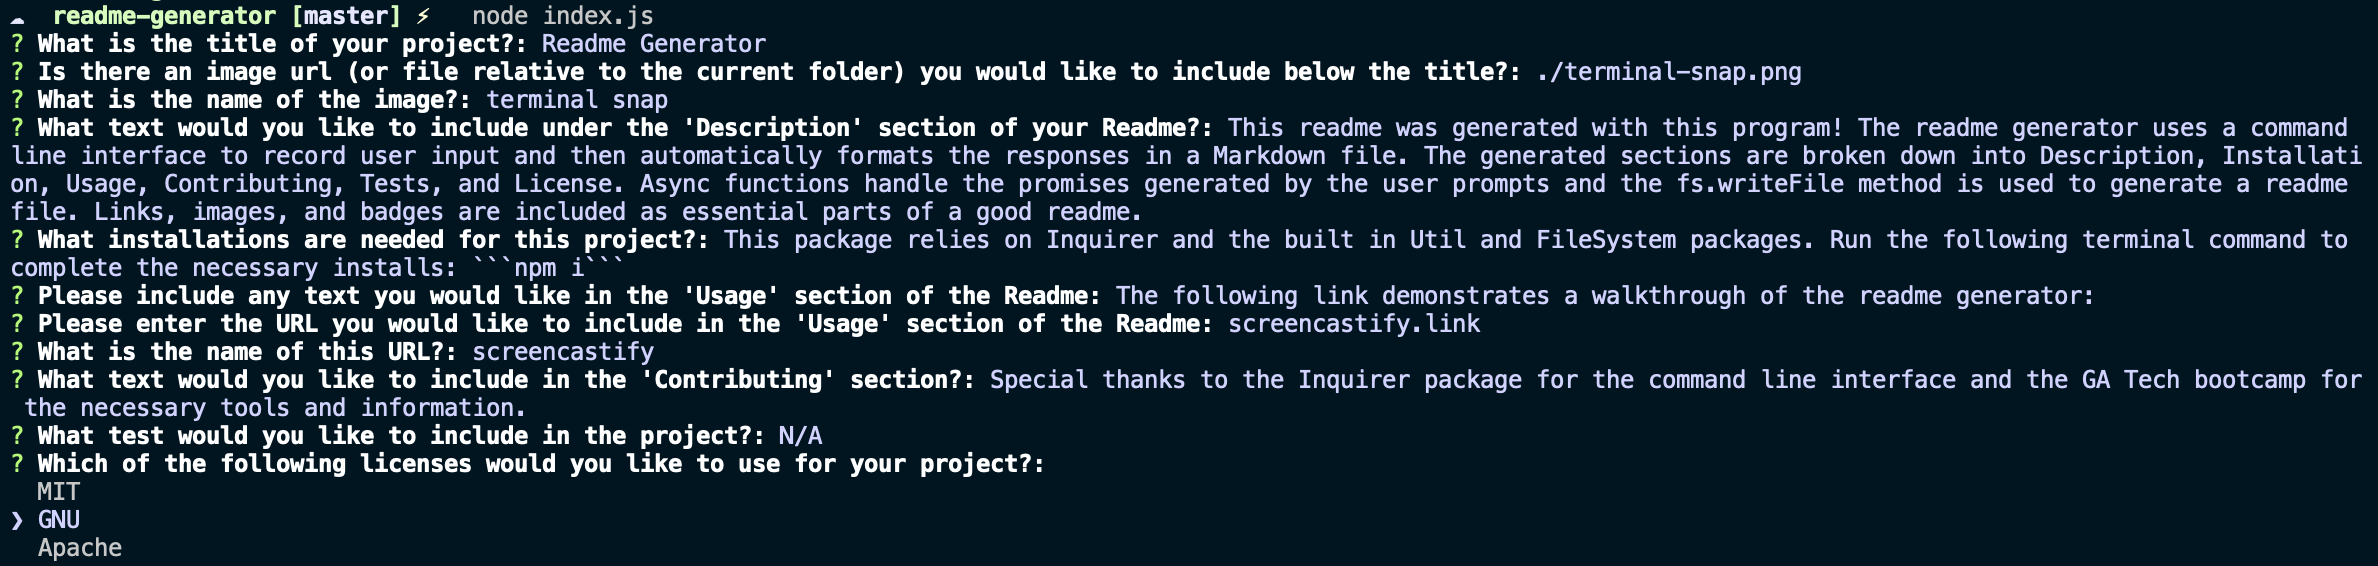 ☁  readme-generator [master] ⚡  node index.js
? What is the title of your project?: Readme Generator
? Is there an image url (or file relative to the current folder) you would like to include below the title?: ./terminal-snap.png
? What is the name of the image?: terminal snap
? What text would you like to include under the 'Description' section of your Readme?: This readme was generated with this program! The readme generator uses a command
line interface to record user input and then automatically formats the responses in a Markdown file. The generated sections are broken down into Description, Installati
on, Usage, Contributing, Tests, and License. Async functions handle the promises generated by the user prompts and the fs.writeFile method is used to generate a readme
file. Links, images, and badges are included as essential parts of a good readme.
? What installations are needed for this project?: This package relies on Inquirer and the built in Util and FileSystem packages. Run the following terminal command to
complete the necessary installs: ```npm i```
? Please include any text you would like in the 'Usage' section of the Readme: The following link demonstrates a walkthrough of the readme generator:
? Please enter the URL you would like to include in the 'Usage' section of the Readme: screencastify.link
? What is the name of this URL?: screencastify
? What text would you like to include in the 'Contributing' section?: Special thanks to the Inquirer package for the command line interface and the GA Tech bootcamp for
 the necessary tools and information.
? What test would you like to include in the project?: N/A
? Which of the following licenses would you like to use for your project?:
  MIT
❯ GNU
  Apache